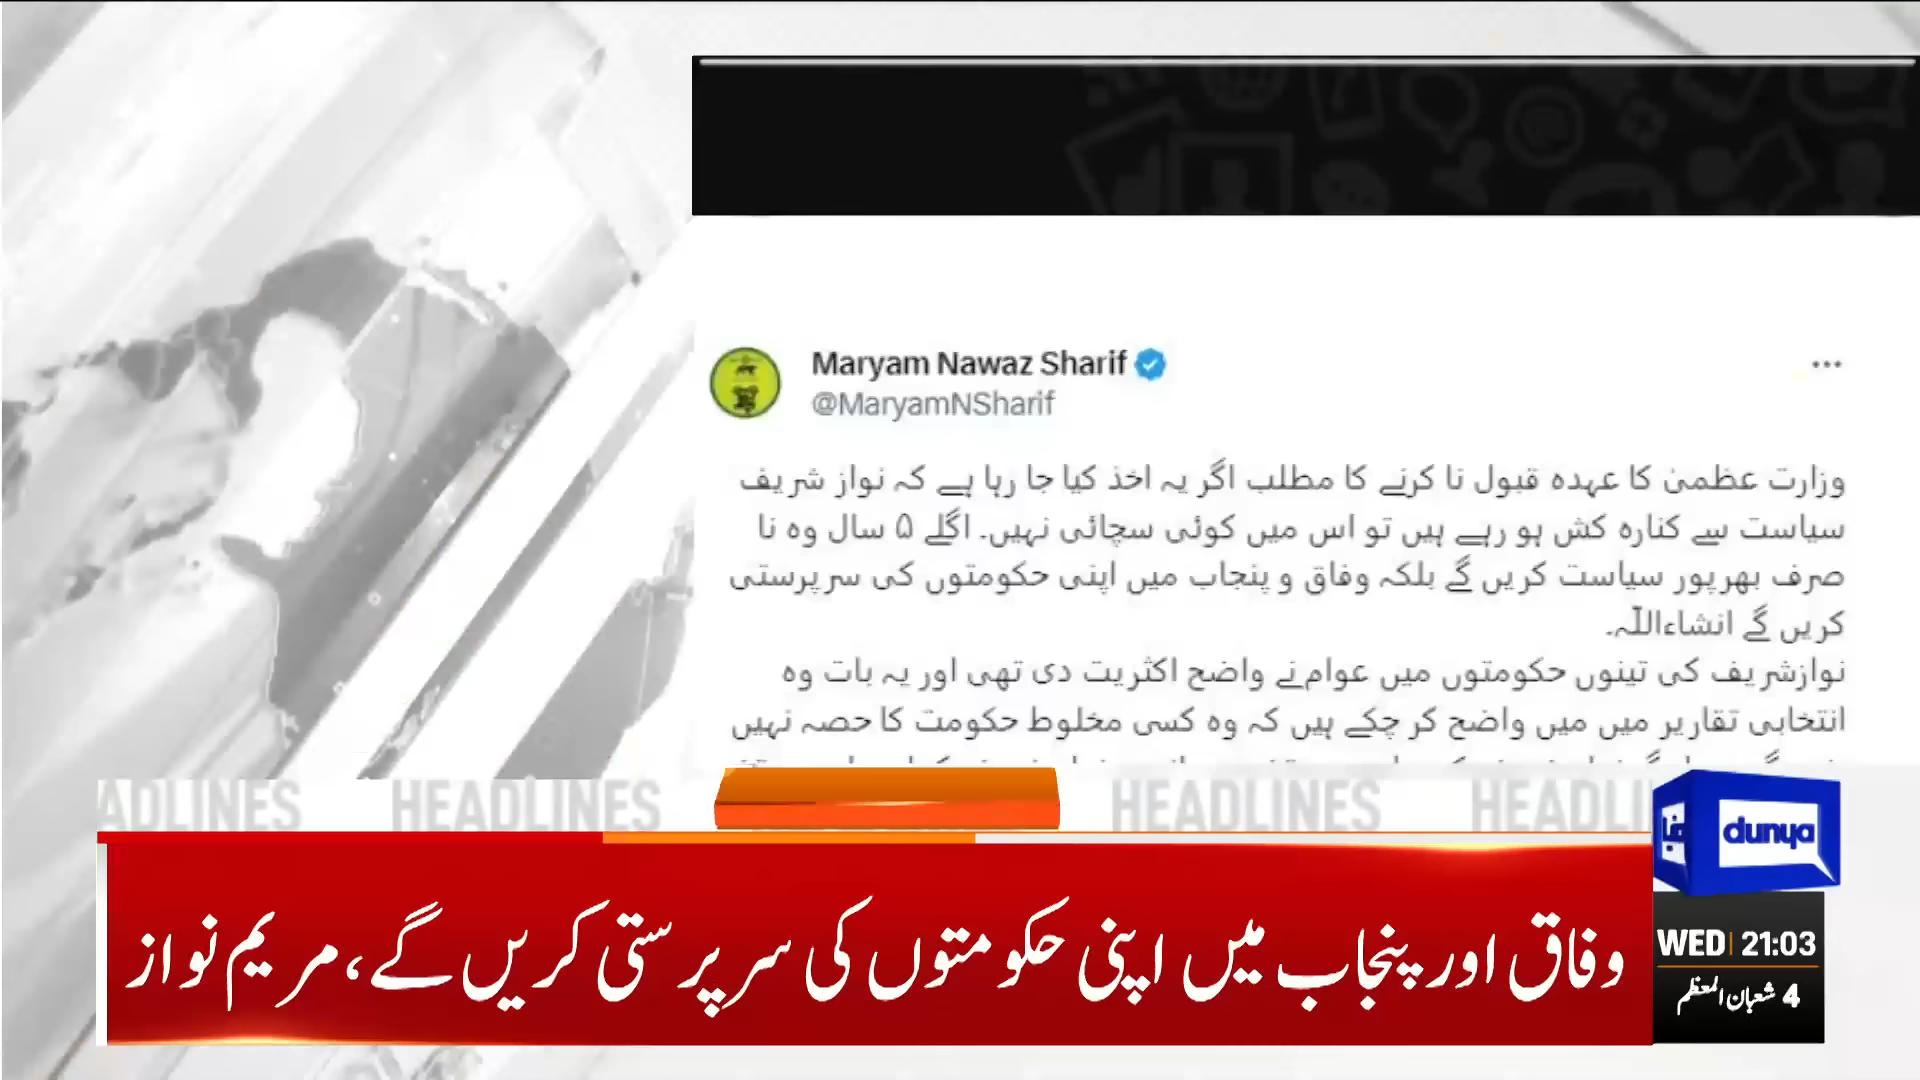 Maryam Nawaz Sharif
@MaryamNSharif
وزارت عظمیٰ کا عہدہ قبول نا کرنے کا مطلب اگر یہ اخذ کیا جا رہا ہے کہ نواز شریف
سیاست سے کنارہ کش ہو رہے ہیں تو اس میں کوئی سچائی نہیں۔ اگلے ۵ سال وہ نا
صرف بھرپور سیاست کریں گے بلکہ وفاق و پنجاب میں اپنی حکومتوں کی سرپرستی
کریں گے انشاءاللّہ۔
نوازشریف کی تینوں حکومتوں میں عوام نے واضح اکثریت دی تھی اور یہ بات وہ
انتخابی تقاریر میں میں واضح کر چکے ہیں کہ وہ کسی مخلوط حکومت کا حصہ نہیں
ADLINES HEADLINES HEADLINES HEADLI
dunya
وفاق اور پنجاب میں اپنی حکومتوں کی سرپرستی کریں گے، مریم نواز
WED 21:03
4 شعبان المعظم